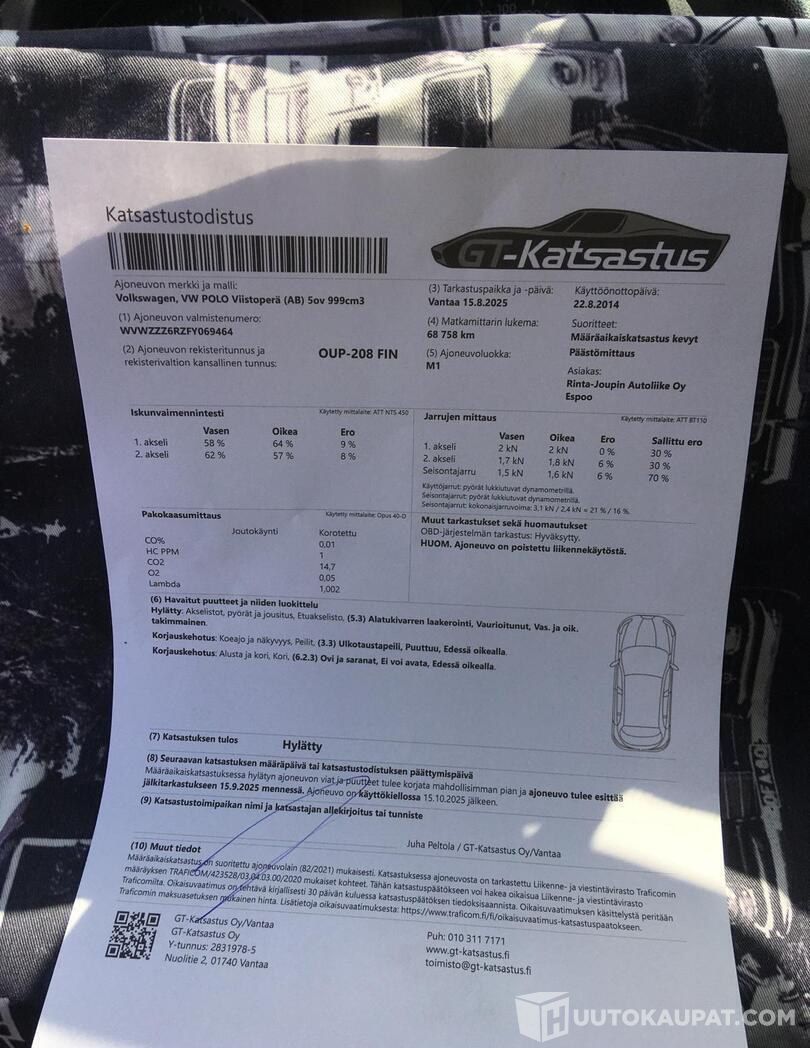 Katsastustodistus
GT-Katsastus
Ajoneuvon merkki ja malli:
Volkswagen, VW POLO Viistoperä (AB) 5ov 999cm3
(1) Ajoneuvon valmistenumero:
WVWZZZ6RZFY069464
(2) Ajoneuvon rekisteritunnus ja
rekisterivaltion kansallinen tunnus:
OUP-208 FIN
(3) Tarkastuspaikka ja -päivä:
Vantaa 15.8.2025
(4) Matkamittarin lukema:
68 758 km
(5) Ajoneuvoluokka:
M1
Käyttöönottopäivä:
22.8.2014
Suoritteet:
Määräaikaiskatsastus kevyt
Päästömittaus
Asiakas:
Rinta-Joupin Autoliike Oy
Espoo
Iskunvaimennintesti Käytetty mittalaite: ATT NTS 450
Vasen Oikea Ero
1. akseli 58 % 64 % 9 %
2. akseli 62 % 57 % 8 %
Jarrujen mittaus Käytetty mittalaite: ATT BT110
Vasen Oikea Ero Sallittu ero
1. akseli 2 kN 2 kN 0 % 30 %
2. akseli 1,7 kN 1,8 kN 6 % 30 %
Seisontajarru 1,5 kN 1,6 kN 6 % 70 %
Käyttöjarrut: pyörät lukkiutuvat dynamometrillä.
Seisontajarrut: pyörät lukkiutuvat dynamometrillä.
Seisontajarrut: kokonaisjarruvoima: 3,1 kN / 2,4 kN = 21 % / 16 %.
Pakokaasumittaus Käytetty mittalaite: Opus 40-D
Joutokäynti Korotettu
CO% 0,01
HC PPM 1
CO2 14,7
O2 0,05
Lambda 1,002
Muut tarkastukset sekä huomautukset
OBD-järjestelmän tarkastus: Hyväksytty.
HUOM. Ajoneuvo on poistettu liikennekäytöstä.
(6) Havaitut puutteet ja niiden luokittelu
Hylätty: Akselistot, pyörät ja jousitus, Etuakselisto, (5.3) Alatukivarren laakerointi, Vaurioitunut, Vas. ja oik.
takimmainen.
Korjauskehotus: Koeajo ja näkyvyys, Peilit, (3.3) Ulkotaustapeili, Puuttuu, Edessä oikealla.
Korjauskehotus: Alusta ja kori, Kori, (6.2.3) Ovi ja saranat, Ei voi avata, Edessä oikealla.
(7) Katsastuksen tulos Hylätty
(8) Seuraavan katsastuksen määräpäivä tai katsastustodistuksen päättymispäivä
Määräaikaiskatsastuksessa hylätyn ajoneuvon viat ja puutteet tulee korjata mahdollisimman pian ja ajoneuvo tulee esittää
jälkitarkastukseen 15.9.2025 mennessä. Ajoneuvo on käyttökiellossa 15.10.2025 jälkeen.
(9) Katsastustoimipaikan nimi ja katsastajan allekirjoitus tai tunniste
Juha Peltola / GT-Katsastus Oy/Vantaa
(10) Muut tiedot
Määräaikaiskatsastus on suoritettu ajoneuvolain (82/2021) mukaisesti. Katsastuksessa ajoneuvosta on tarkastettu Liikenne- ja viestintävirasto Traficomin
määräyksen TRAFICOM/423528/03.04.03.00/2020 mukaiset kohteet. Tähän katsastuspäätökseen voi hakea oikaisua Liikenne- ja viestintävirasto
Traficomilta. Oikaisuvaatimus on tehtävä kirjallisesti 30 päivän kuluessa katsastuspäätöksen tiedoksisaannista. Oikaisuvaatimuksen käsittelystä peritään
Traficomin maksuasetuksen mukainen hinta. Lisätietoja oikaisuvaatimuksesta: https://www.traficom.fi/fi/oikaisuvaatimus-katsastuspaatokseen.
GT-Katsastus Oy/Vantaa
GT-Katsastus Oy
Y-tunnus: 2831978-5
Nuolitie 2, 01740 Vantaa
Puh: 010 311 7171
www.gt-katsastus.fi
toimisto@gt-katsastus.fi
HUUTOKAUPAT.COM